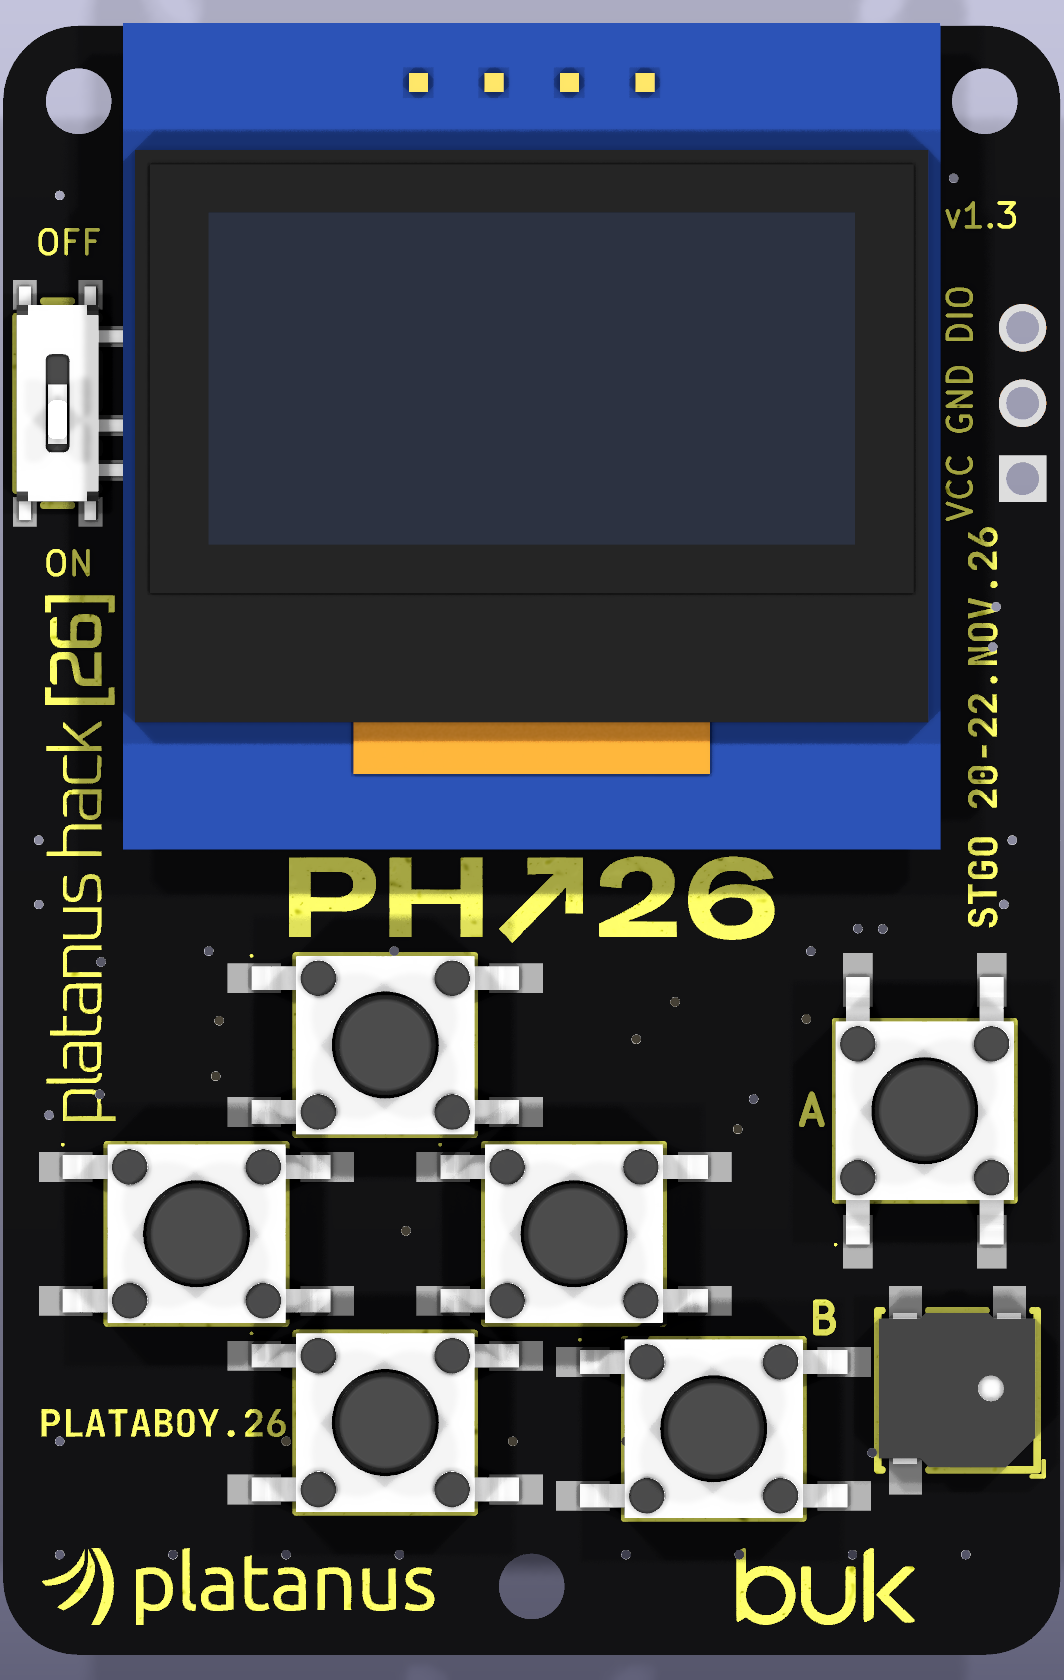 OFF
v1.3
DIO
GND
VCC
ON
platanus hack [26]
STGO 20-22.NOV.26
PH↗26
A
B
PLATABOY.26
platanus
buk